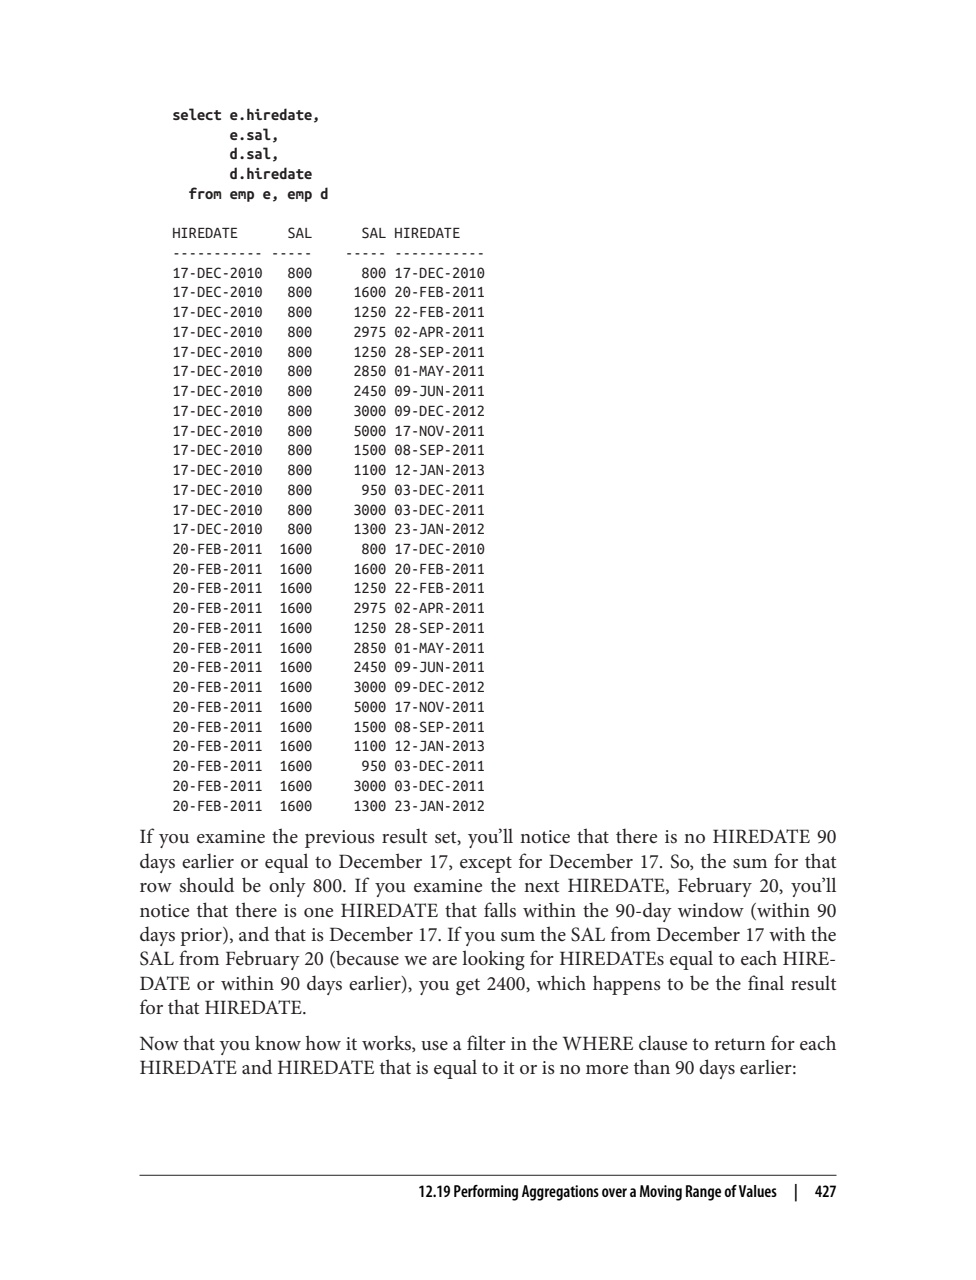 select e.hiredate,
       e.sal,
       d.sal,
       d.hiredate
  from emp e, emp d
HIREDATE      SAL      SAL HIREDATE
----------- -----    ----- -----------
17-DEC-2010   800      800 17-DEC-2010
17-DEC-2010   800     1600 20-FEB-2011
17-DEC-2010   800     1250 22-FEB-2011
17-DEC-2010   800     2975 02-APR-2011
17-DEC-2010   800     1250 28-SEP-2011
17-DEC-2010   800     2850 01-MAY-2011
17-DEC-2010   800     2450 09-JUN-2011
17-DEC-2010   800     3000 09-DEC-2012
17-DEC-2010   800     5000 17-NOV-2011
17-DEC-2010   800     1500 08-SEP-2011
17-DEC-2010   800     1100 12-JAN-2013
17-DEC-2010   800      950 03-DEC-2011
17-DEC-2010   800     3000 03-DEC-2011
17-DEC-2010   800     1300 23-JAN-2012
20-FEB-2011  1600      800 17-DEC-2010
20-FEB-2011  1600     1600 20-FEB-2011
20-FEB-2011  1600     1250 22-FEB-2011
20-FEB-2011  1600     2975 02-APR-2011
20-FEB-2011  1600     1250 28-SEP-2011
20-FEB-2011  1600     2850 01-MAY-2011
20-FEB-2011  1600     2450 09-JUN-2011
20-FEB-2011  1600     3000 09-DEC-2012
20-FEB-2011  1600     5000 17-NOV-2011
20-FEB-2011  1600     1500 08-SEP-2011
20-FEB-2011  1600     1100 12-JAN-2013
20-FEB-2011  1600      950 03-DEC-2011
20-FEB-2011  1600     3000 03-DEC-2011
20-FEB-2011  1600     1300 23-JAN-2012
If you examine the previous result set, you’ll notice that there is no HIREDATE 90
days earlier or equal to December 17, except for December 17. So, the sum for that
row should be only 800. If you examine the next HIREDATE, February 20, you’ll
notice that there is one HIREDATE that falls within the 90-day window (within 90
days prior), and that is December 17. If you sum the SAL from December 17 with the
SAL from February 20 (because we are looking for HIREDATEs equal to each HIRE-
DATE or within 90 days earlier), you get 2400, which happens to be the final result
for that HIREDATE.
Now that you know how it works, use a filter in the WHERE clause to return for each
HIREDATE and HIREDATE that is equal to it or is no more than 90 days earlier:
12.19 Performing Aggregations over a Moving Range of Values | 427